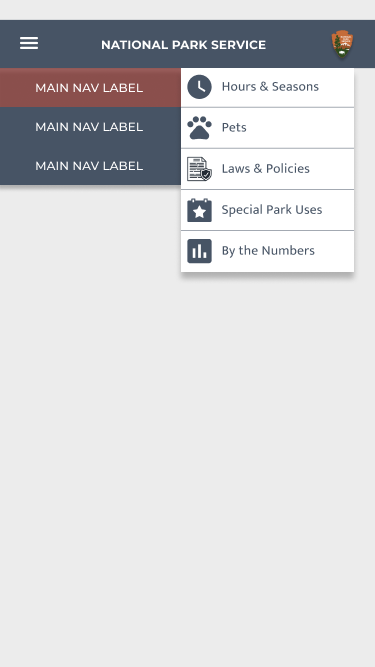 NATIONAL PARK SERVICE
MAIN NAV LABEL
MAIN NAV LABEL
MAIN NAV LABEL
Hours & Seasons
Pets
Laws & Policies
Special Park Uses
By the Numbers